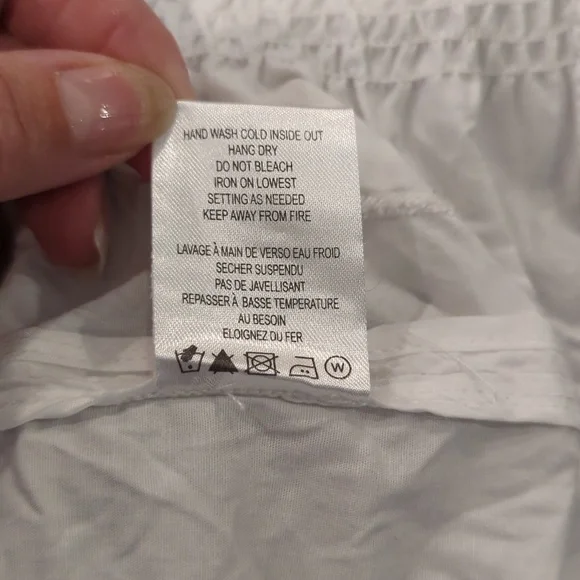 HAND WASH COLD INSIDE OUT
HANG DRY
DO NOT BLEACH
IRON ON LOWEST
SETTING AS NEEDED
KEEP AWAY FROM FIRE
LAVAGE À MAIN DE VERSO EAU FROID
SECHER SUSPENDU
PAS DE JAVELLISANT
REPASSER À BASSE TEMPERATURE
AU BESOIN
ELOIGNEZ DU FER
W